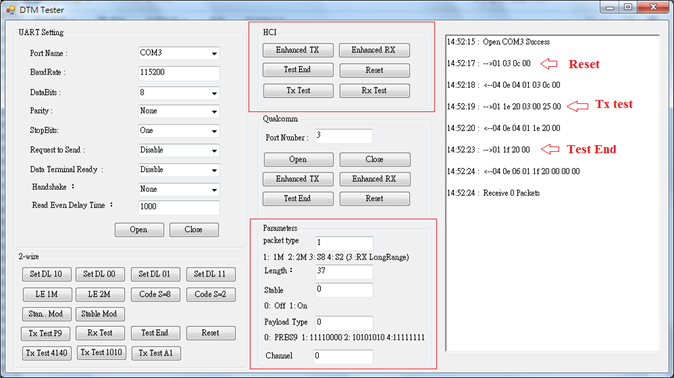 DTM Tester
UART Setting
Port Name : COM3
BaudRate : 115200
DataBits : 8
Parity : None
StopBits: One
Request to Send : Disable
Data Terminal Ready : Disable
Handshake : None
Read Even Delay Time : 1000
Open Close
2-wire
Set DL 10 Set DL 00 Set DL 01 Set DL 11
LE 1M LE 2M Code S=8 Code S=2
Stan.. Mod Stable Mod
Tx Test P9 Rx Test Test End Reset
Tx Test 4140 Tx Test 1010 Tx Test A1
HCI
Enhanced TX Enhanced RX
Test End Reset
Tx Test Rx Test
Qualcomm
Port Nunber : 3
Open Close
Enhanced TX Enhanced RX
Test End Reset
Parameters
packet type 1
1: 1M 2: 2M 3: S8 4: S2 (3 :RX LongRange)
Length : 37
Stable 0
0: Off 1: On
Payload Type 0
0: PRBS9 1: 11110000 2: 10101010 4:11111111
Channel 0
14:52:15 : Open COM3 Success
14:52:17 : -->01 03 0c 00 Reset
14:52:18 : <--04 0e 04 01 03 0c 00
14:52:19 : -->01 1e 20 03 00 25 00 Tx test
14:52:20 : <--04 0e 04 01 1e 20 00
14:52:23 : -->01 1f 20 00 Test End
14:52:24 : <--04 0e 06 01 1f 20 00 00 00
14:52:24 : Receive 0 Packets